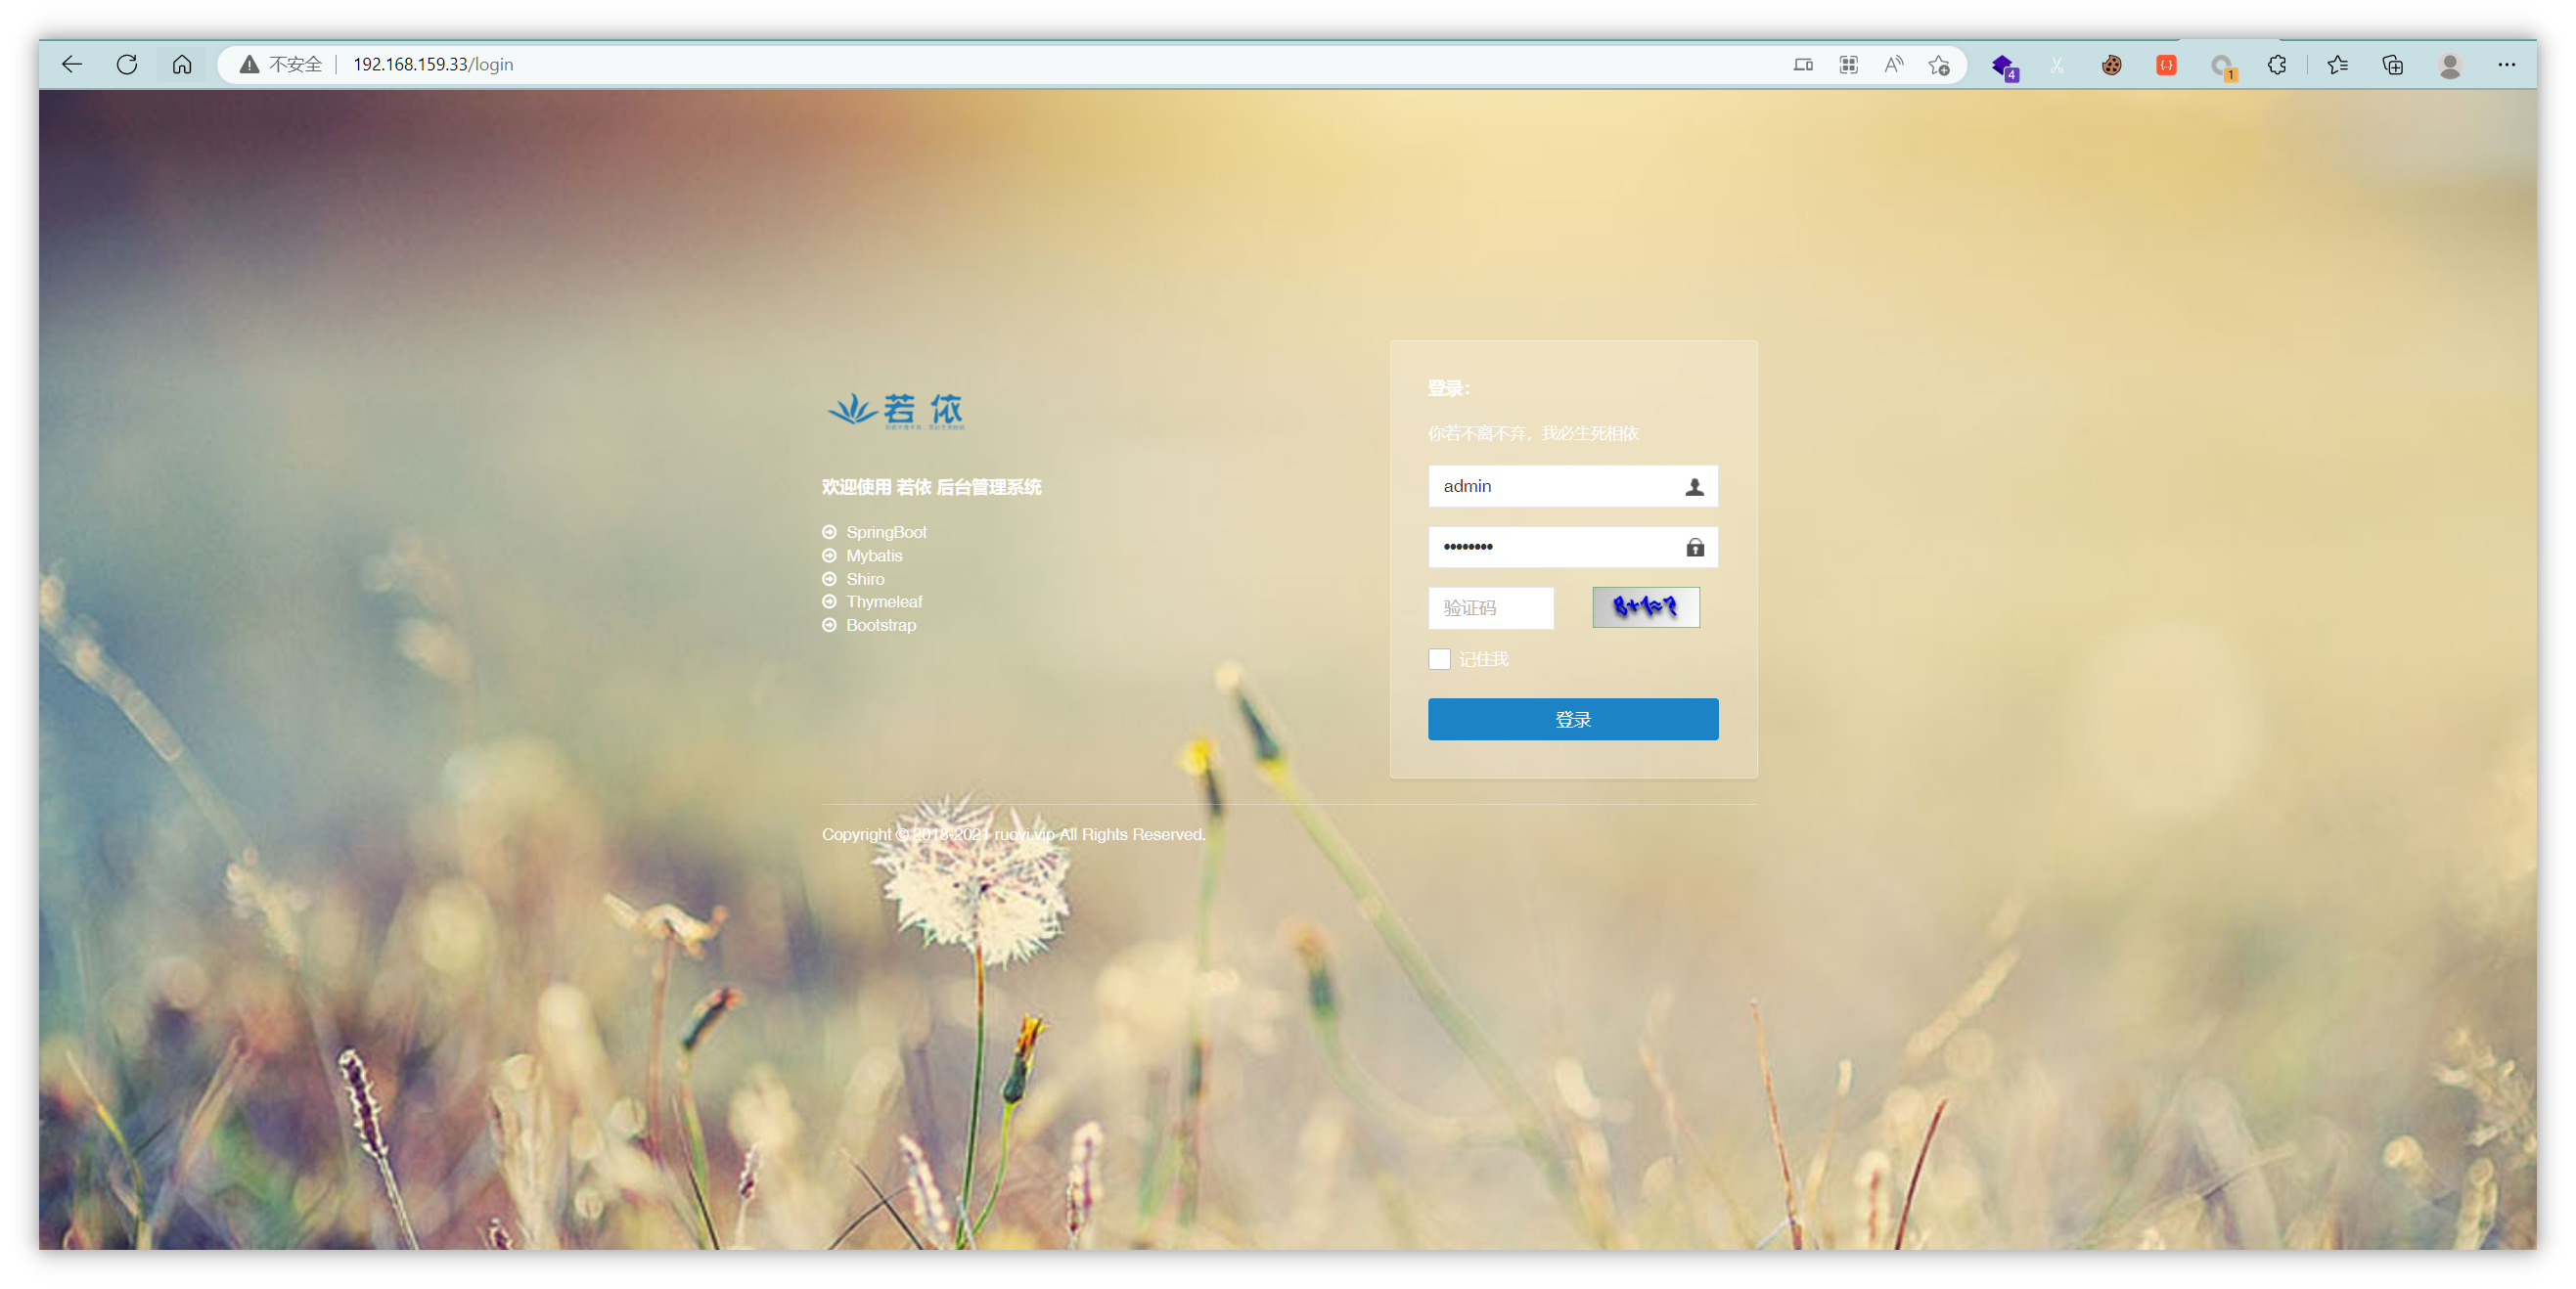 不安全 192.168.159.33/login
4
1
若 依
欢迎使用 若依 后台管理系统
SpringBoot
Mybatis
Shiro
Thymeleaf
Bootstrap
登录：
你若不离不弃，我必生死相依
admin
••••••••
验证码 8+1=?
记住我
登录
Copyright © 2018-2021 ruoyi.vip All Rights Reserved.